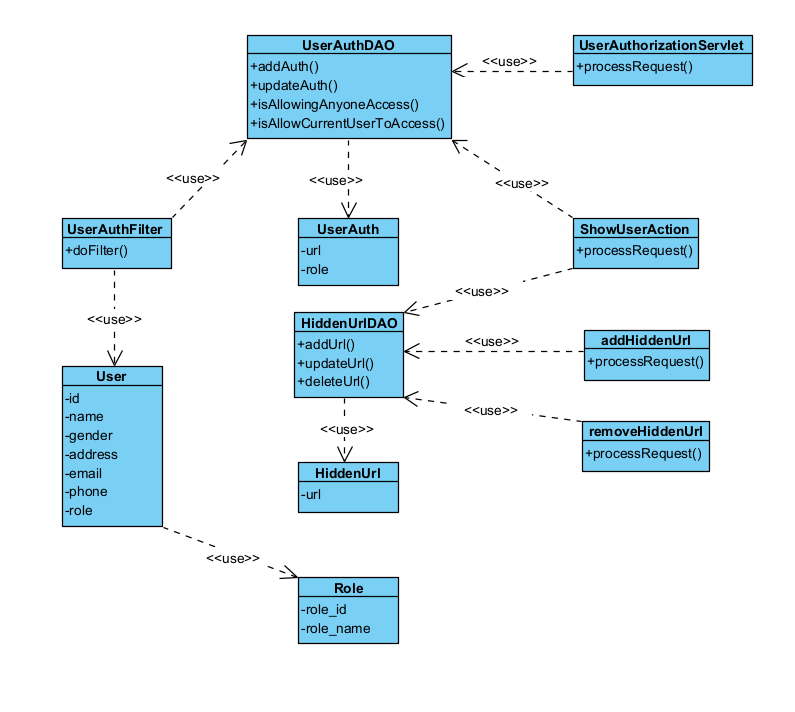 UserAuthDAO
+addAuth()
+updateAuth()
+isAllowingAnyoneAccess()
+isAllowCurrentUserToAccess()
<<use>>
UserAuthorizationServlet
+processRequest()
<<use>>
<<use>>
<<use>>
UserAuthFilter
+doFilter()
UserAuth
-url
-role
ShowUserAction
+processRequest()
<<use>>
<<use>>
HiddenUrlDAO
+addUrl()
+updateUrl()
+deleteUrl()
<<use>>
addHiddenUrl
+processRequest()
User
-id
-name
-gender
-address
-email
-phone
-role
<<use>>
<<use>>
removeHiddenUrl
+processRequest()
HiddenUrl
-url
<<use>>
Role
-role_id
-role_name